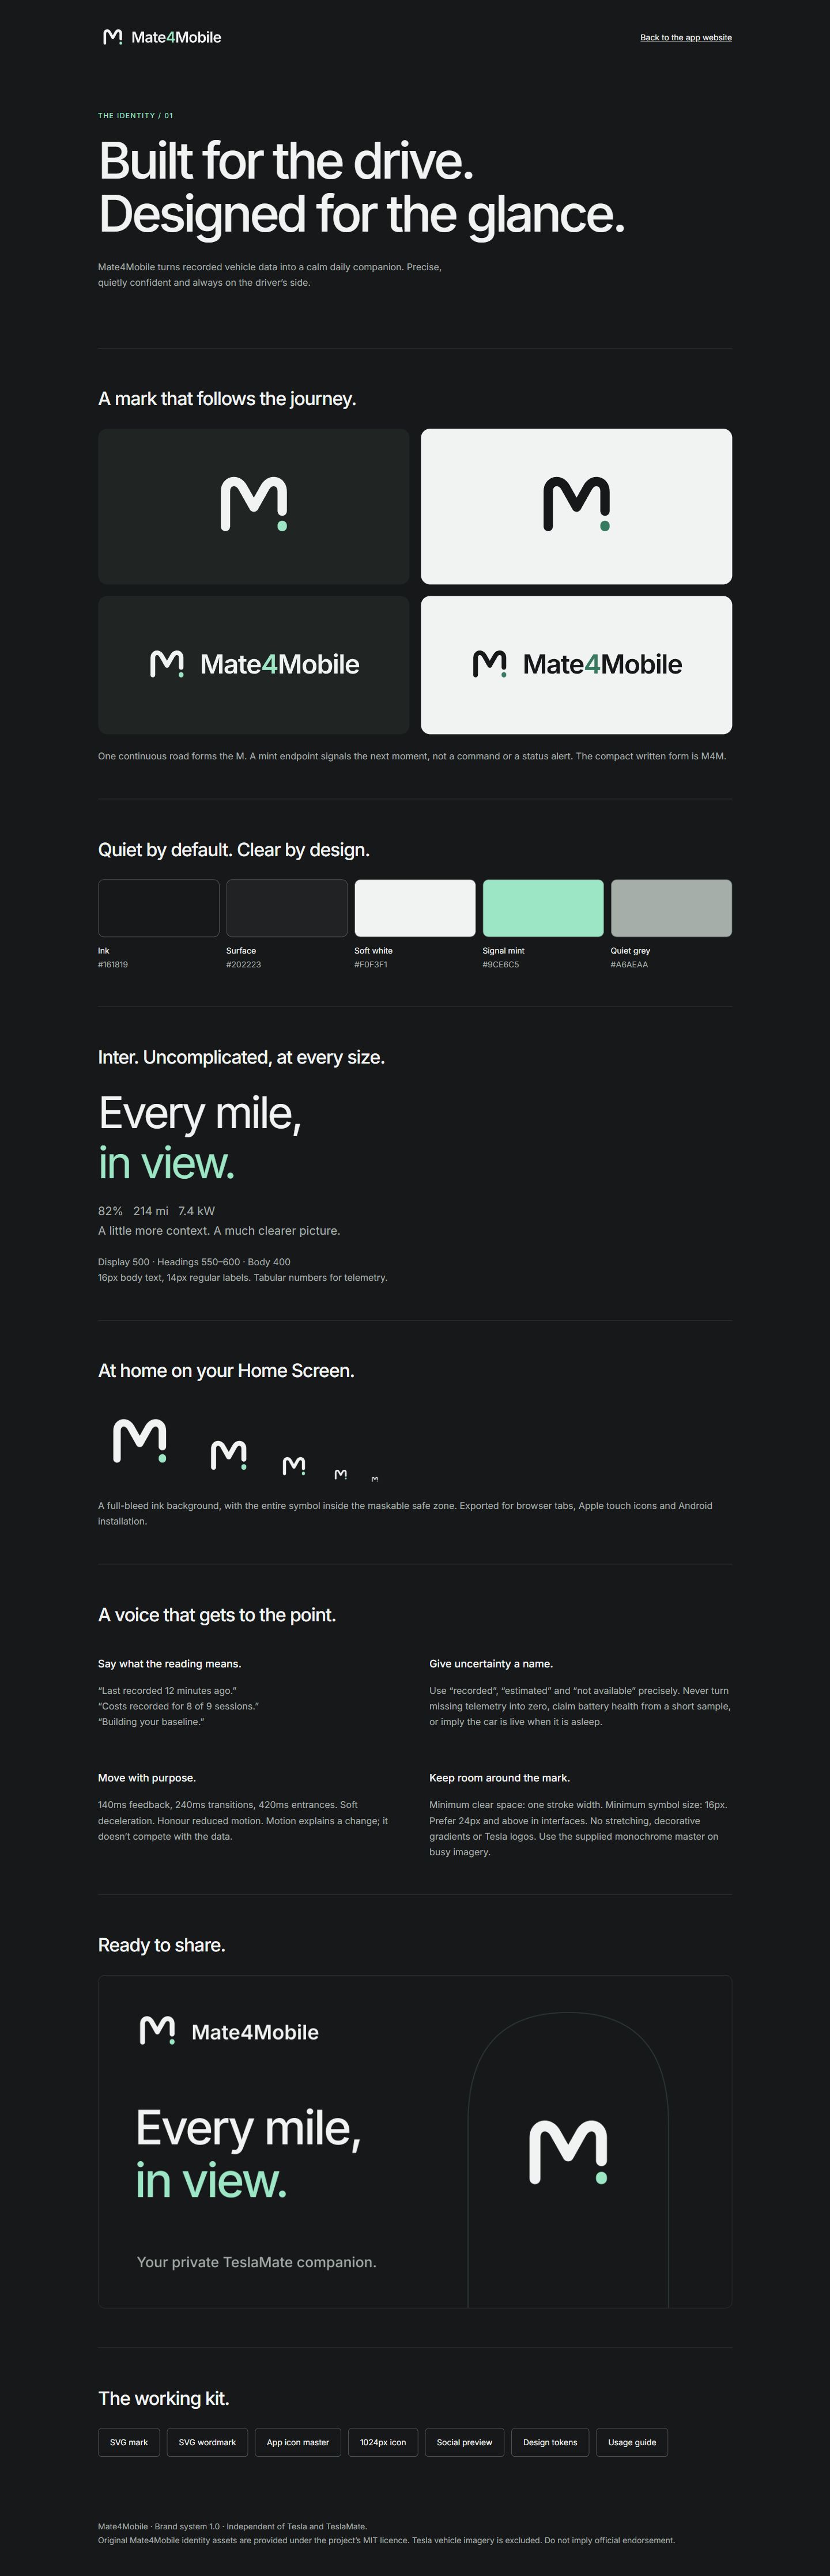 Mate4Mobile
Back to the app website
THE IDENTITY / 01
Built for the drive.
Designed for the glance.
Mate4Mobile turns recorded vehicle data into a calm daily companion. Precise,
quietly confident and always on the driver’s side.
A mark that follows the journey.
Mate4Mobile
Mate4Mobile
One continuous road forms the M. A mint endpoint signals the next moment, not a command or a status alert. The compact written form is M4M.
Quiet by default. Clear by design.
Ink
#161819
Surface
#202223
Soft white
#F0F3F1
Signal mint
#9CE6C5
Quiet grey
#A6AEAA
Inter. Uncomplicated, at every size.
Every mile,
in view.
82% 214 mi 7.4 kW
A little more context. A much clearer picture.
Display 500 · Headings 550–600 · Body 400
16px body text, 14px regular labels. Tabular numbers for telemetry.
At home on your Home Screen.
A full-bleed ink background, with the entire symbol inside the maskable safe zone. Exported for browser tabs, Apple touch icons and Android
installation.
A voice that gets to the point.
Say what the reading means.
“Last recorded 12 minutes ago.”
“Costs recorded for 8 of 9 sessions.”
“Building your baseline.”
Give uncertainty a name.
Use “recorded”, “estimated” and “not available” precisely. Never turn
missing telemetry into zero, claim battery health from a short sample,
or imply the car is live when it is asleep.
Move with purpose.
140ms feedback, 240ms transitions, 420ms entrances. Soft
deceleration. Honour reduced motion. Motion explains a change; it
doesn’t compete with the data.
Keep room around the mark.
Minimum clear space: one stroke width. Minimum symbol size: 16px.
Prefer 24px and above in interfaces. No stretching, decorative
gradients or Tesla logos. Use the supplied monochrome master on
busy imagery.
Ready to share.
Mate4Mobile
Every mile,
in view.
Your private TeslaMate companion.
The working kit.
SVG mark
SVG wordmark
App icon master
1024px icon
Social preview
Design tokens
Usage guide
Mate4Mobile · Brand system 1.0 · Independent of Tesla and TeslaMate.
Original Mate4Mobile identity assets are provided under the project’s MIT licence. Tesla vehicle imagery is excluded. Do not imply official endorsement.